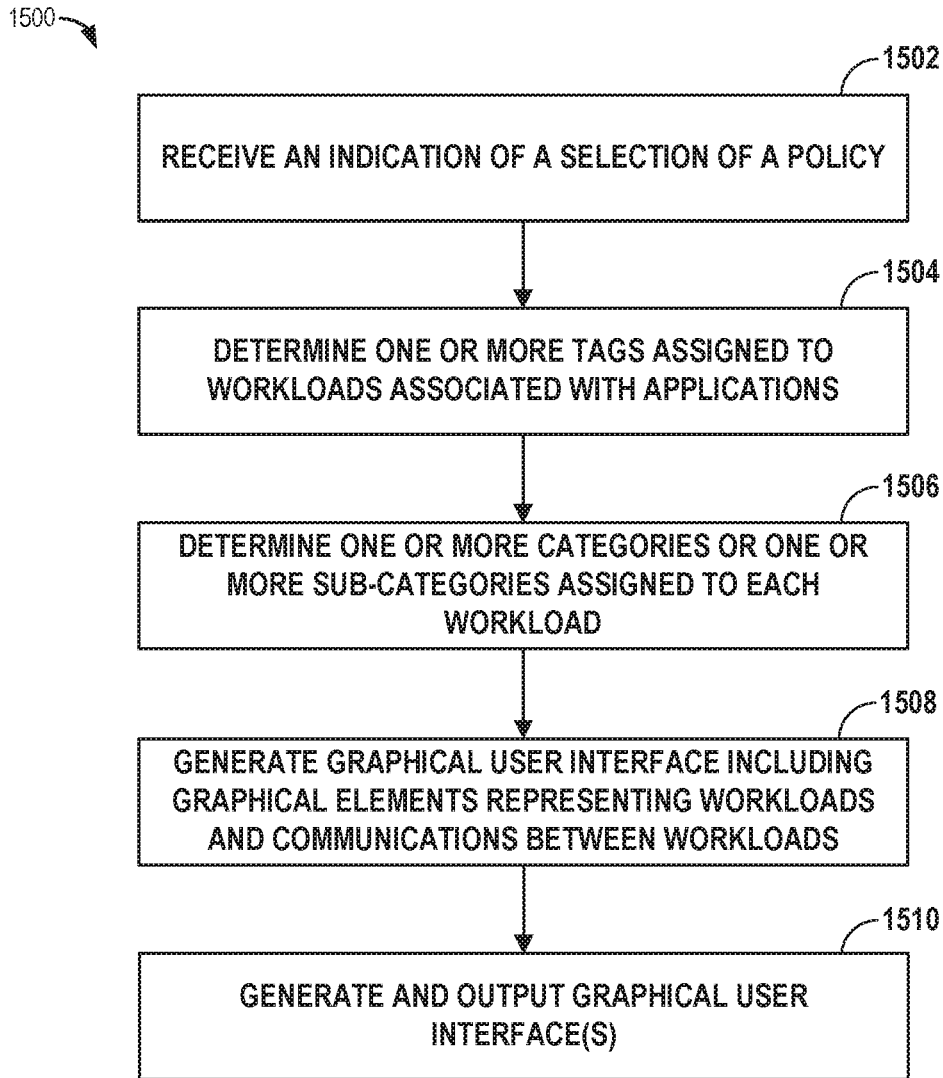 1500
1502
RECEIVE AN INDICATION OF A SELECTION OF A POLICY
1504
DETERMINE ONE OR MORE TAGS ASSIGNED TO
WORKLOADS ASSOCIATED WITH APPLICATIONS
1506
DETERMINE ONE OR MORE CATEGORIES OR ONE OR
MORE SUB-CATEGORIES ASSIGNED TO EACH
WORKLOAD
1508
GENERATE GRAPHICAL USER INTERFACE INCLUDING
GRAPHICAL ELEMENTS REPRESENTING WORKLOADS
AND COMMUNICATIONS BETWEEN WORKLOADS
1510
GENERATE AND OUTPUT GRAPHICAL USER
INTERFACE(S)